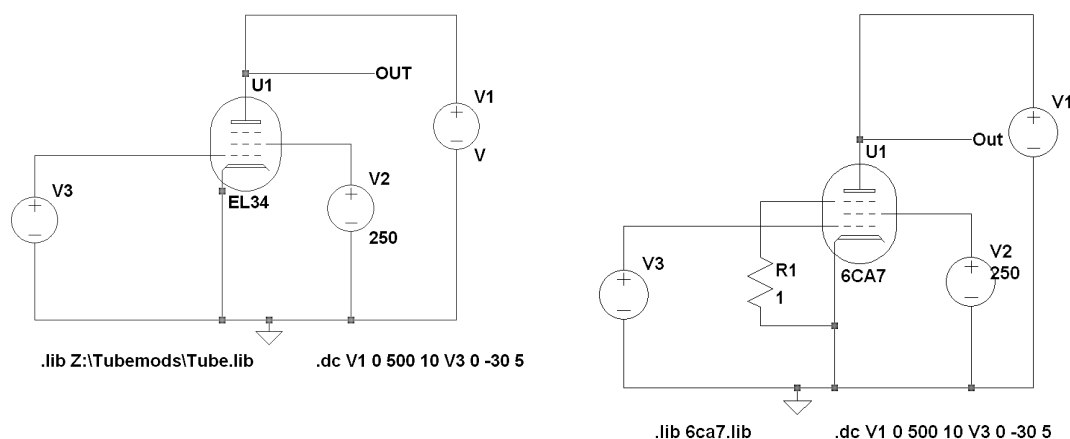 OUT
U1
V1
V
V3
V2
EL34
250
.lib Z:\Tubemods\Tube.lib
.dc V1 0 500 10 V3 0 -30 5
V1
Out
U1
V3
R1
1
6CA7
V2
250
.lib 6ca7.lib
.dc V1 0 500 10 V3 0 -30 5